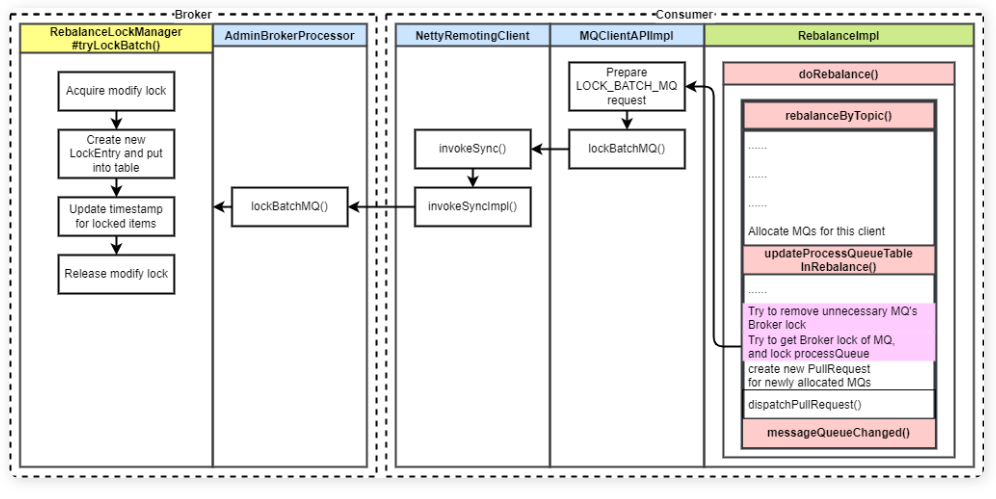 Broker
Consumer
RebalanceLockManager
#tryLockBatch()
AdminBrokerProcessor
NettyRemotingClient
MQClientAPIImpl
RebalanceImpl
Acquire modify lock
Create new
LockEntry and put
into table
Update timestamp
for locked items
Release modify lock
lockBatchMQ()
invokeSync()
invokeSyncImpl()
Prepare
LOCK_BATCH_MQ
request
lockBatchMQ()
doRebalance()
rebalanceByTopic()
......
......
......
Allocate MQs for this client
updateProcessQueueTable
InRebalance()
......
Try to remove unnecessary MQ's
Broker lock
Try to get Broker lock of MQ,
and lock processQueue
create new PullRequest
for newly allocated MQs
dispatchPullRequest()
messageQueueChanged()